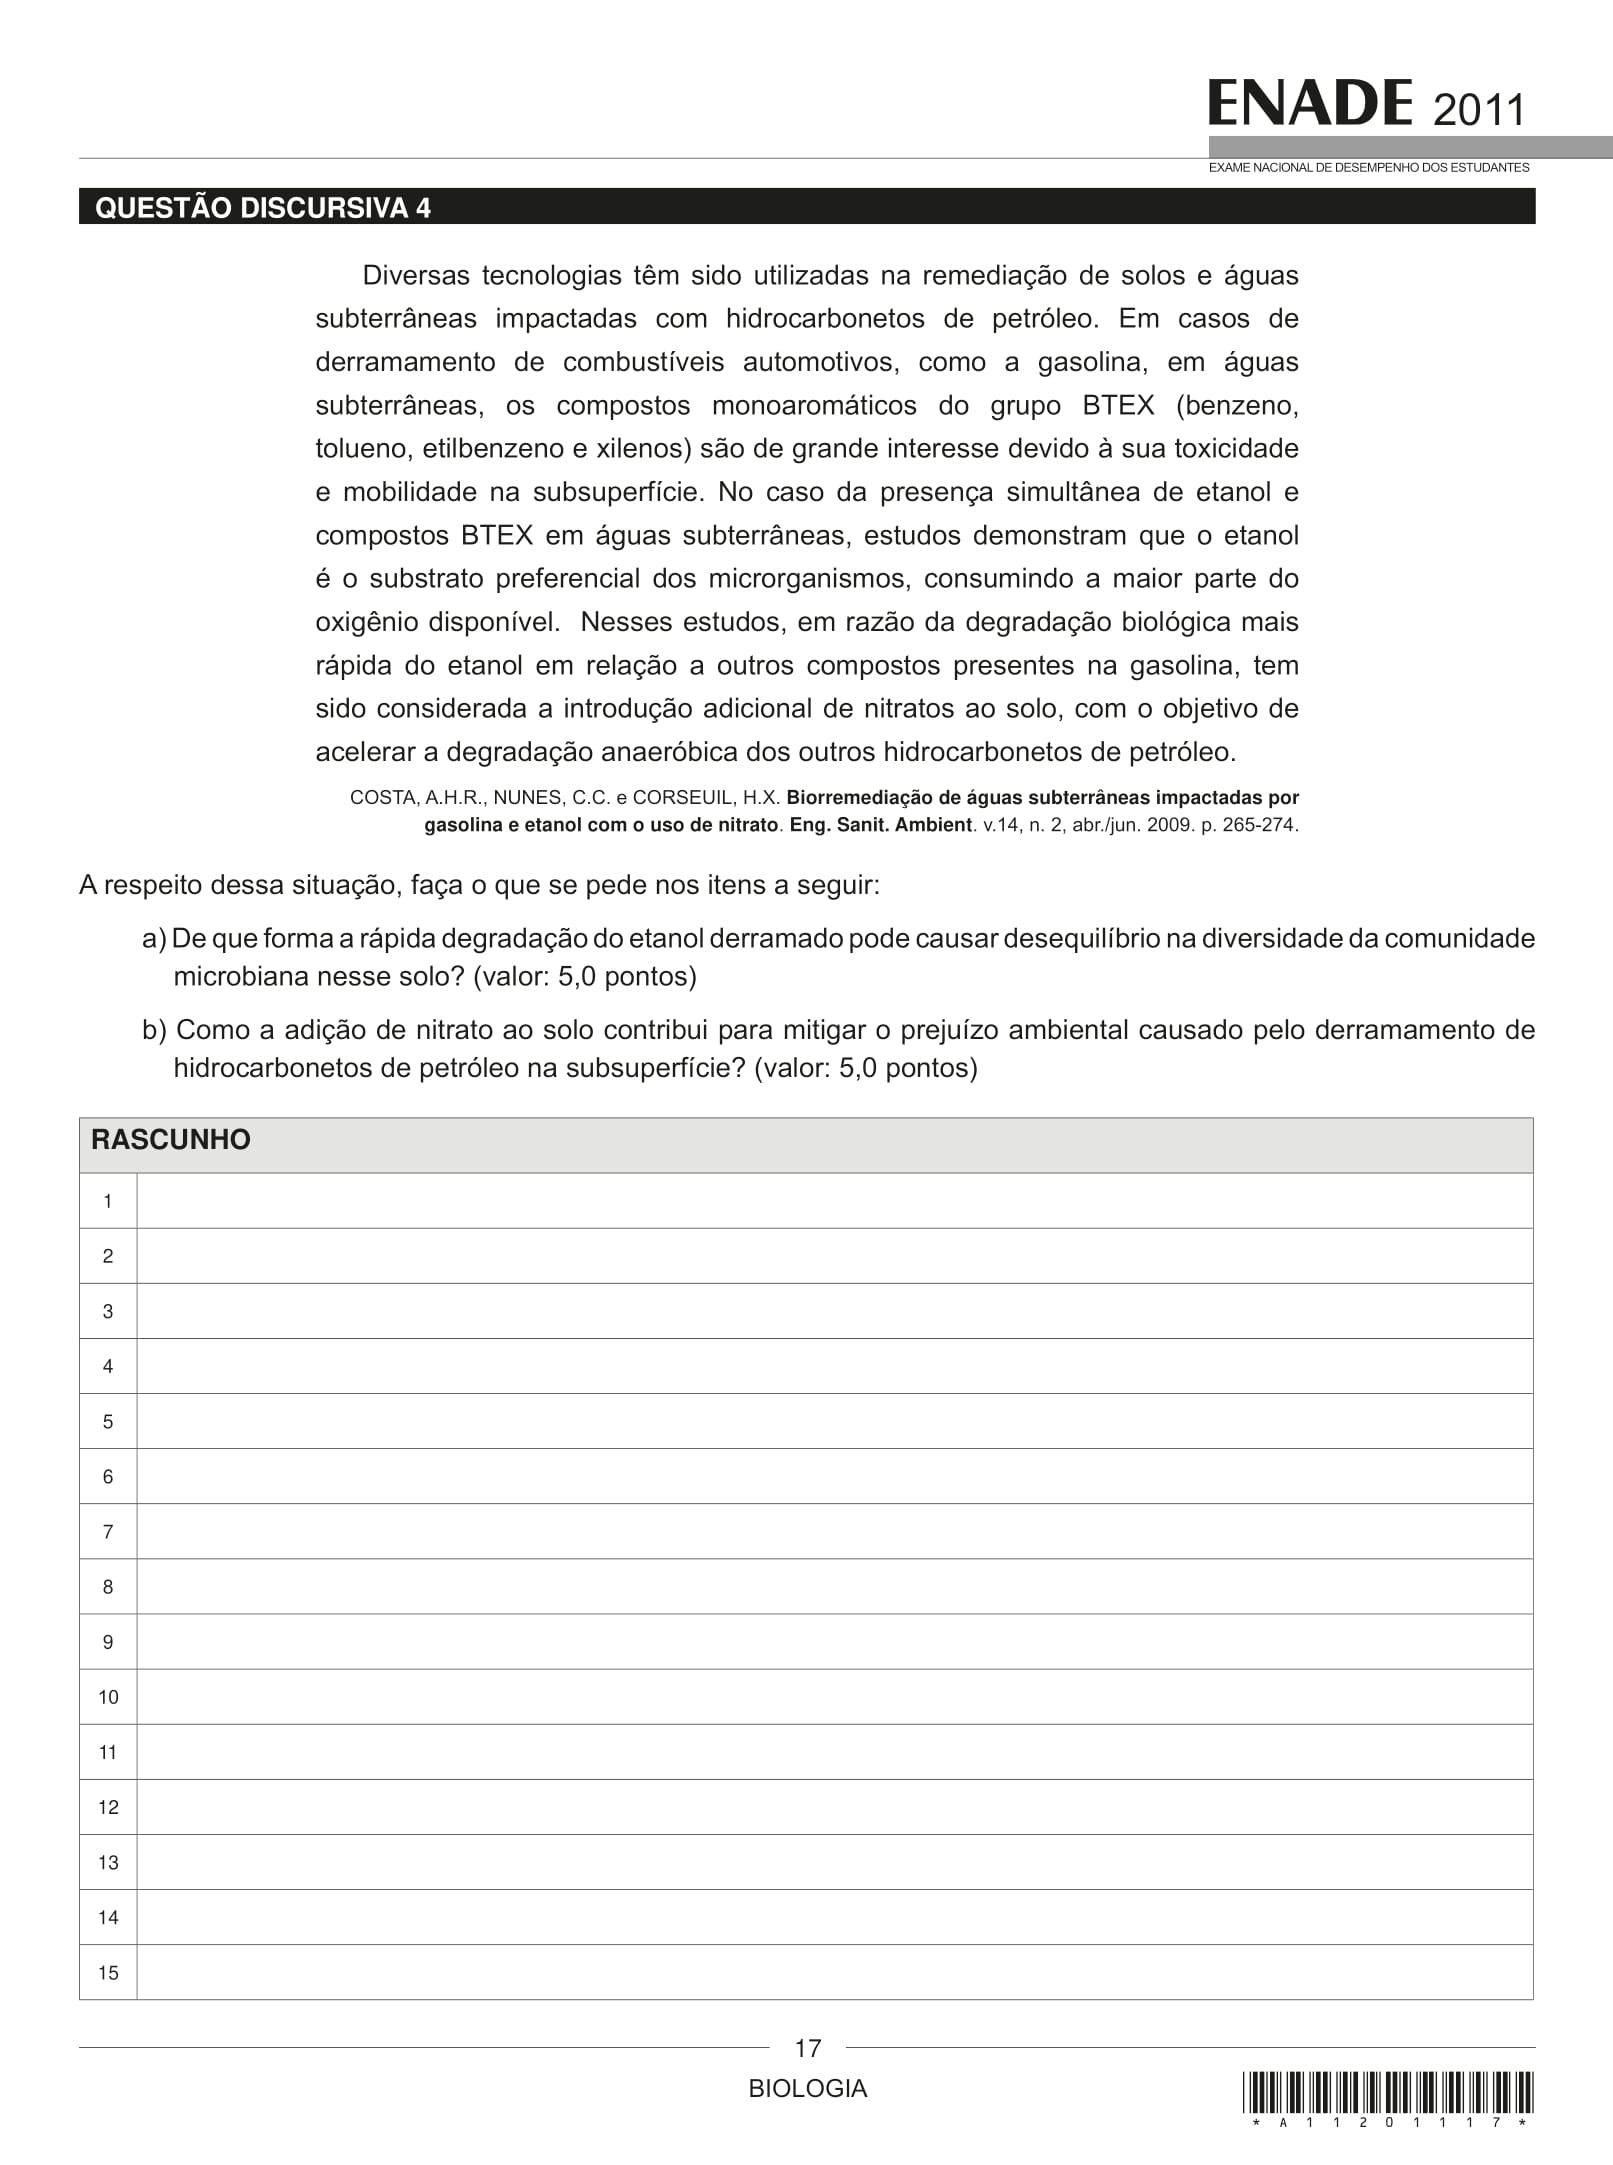 ENADE 2011
EXAME NACIONAL DE DESEMPENHO DOS ESTUDANTES
QUESTÃO DISCURSIVA 4
Diversas tecnologias têm sido utilizadas na remediação de solos e águas
subterrâneas impactadas com hidrocarbonetos de petróleo. Em casos de
derramamento de combustíveis automotivos, como a gasolina, em águas
subterrâneas, os compostos monoaromáticos do grupo BTEX (benzeno,
tolueno, etilbenzeno e xilenos) são de grande interesse devido à sua toxicidade
e mobilidade na subsuperfície. No caso da presença simultânea de etanol e
compostos BTEX em águas subterrâneas, estudos demonstram que o etanol
é o substrato preferencial dos microrganismos, consumindo a maior parte do
oxigênio disponível. Nesses estudos, em razão da degradação biológica mais
rápida do etanol em relação a outros compostos presentes na gasolina, tem
sido considerada a introdução adicional de nitratos ao solo, com o objetivo de
acelerar a degradação anaeróbica dos outros hidrocarbonetos de petróleo.
COSTA, A.H.R., NUNES, C.C. e CORSEUIL, H.X. Biorremediação de águas subterrâneas impactadas por
gasolina e etanol com o uso de nitrato. Eng. Sanit. Ambient. v.14, n. 2, abr./jun. 2009. p. 265-274.
A respeito dessa situação, faça o que se pede nos itens a seguir:
a) De que forma a rápida degradação do etanol derramado pode causar desequilíbrio na diversidade da comunidade
microbiana nesse solo? (valor: 5,0 pontos)
b) Como a adição de nitrato ao solo contribui para mitigar o prejuízo ambiental causado pelo derramamento de
hidrocarbonetos de petróleo na subsuperfície? (valor: 5,0 pontos)
RASCUNHO
1
2
3
4
5
6
7
8
9
10
11
12
13
14
15
17
BIOLOGIA
* A 1 1 2 0 1 1 1 7 *